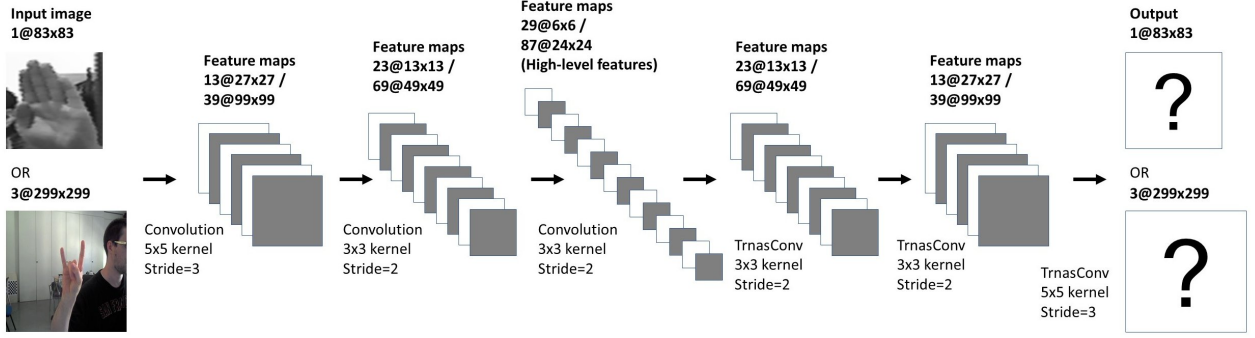 Input image
1@83x83
OR
3@299x299
Feature maps
13@27x27 /
39@99x99
Convolution
5x5 kernel
Stride=3
Feature maps
23@13x13 /
69@49x49
Convolution
3x3 kernel
Stride=2
Feature maps
29@6x6 /
87@24x24
(High-level features)
Convolution
3x3 kernel
Stride=2
Feature maps
23@13x13 /
69@49x49
TrnasConv
3x3 kernel
Stride=2
Feature maps
13@27x27 /
39@99x99
TrnasConv
3x3 kernel
Stride=2
TrnasConv
5x5 kernel
Stride=3
Output
1@83x83
?
OR
3@299x299
?